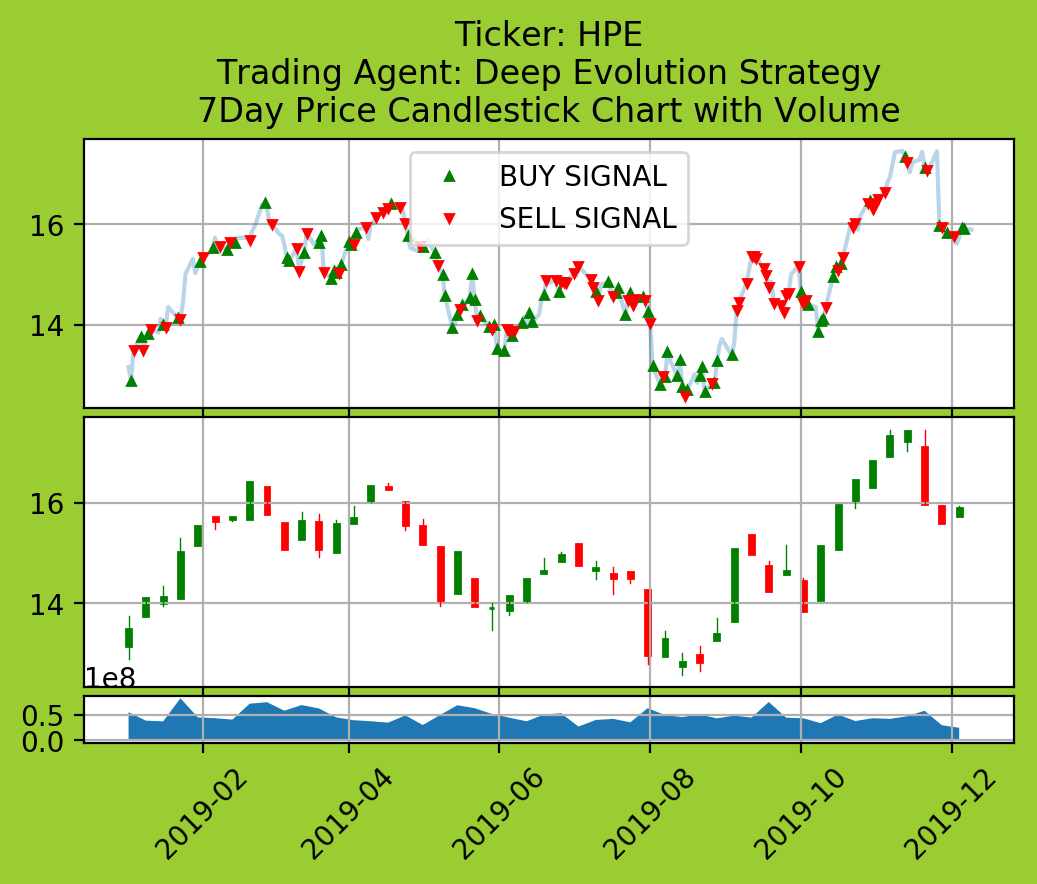 Ticker: HPE
Trading Agent: Deep Evolution Strategy
7Day Price Candlestick Chart with Volume
BUY SIGNAL
SELL SIGNAL
16
14
16
14
1e8
0.5
0.0
2019-02
2019-04
2019-06
2019-08
2019-10
2019-12